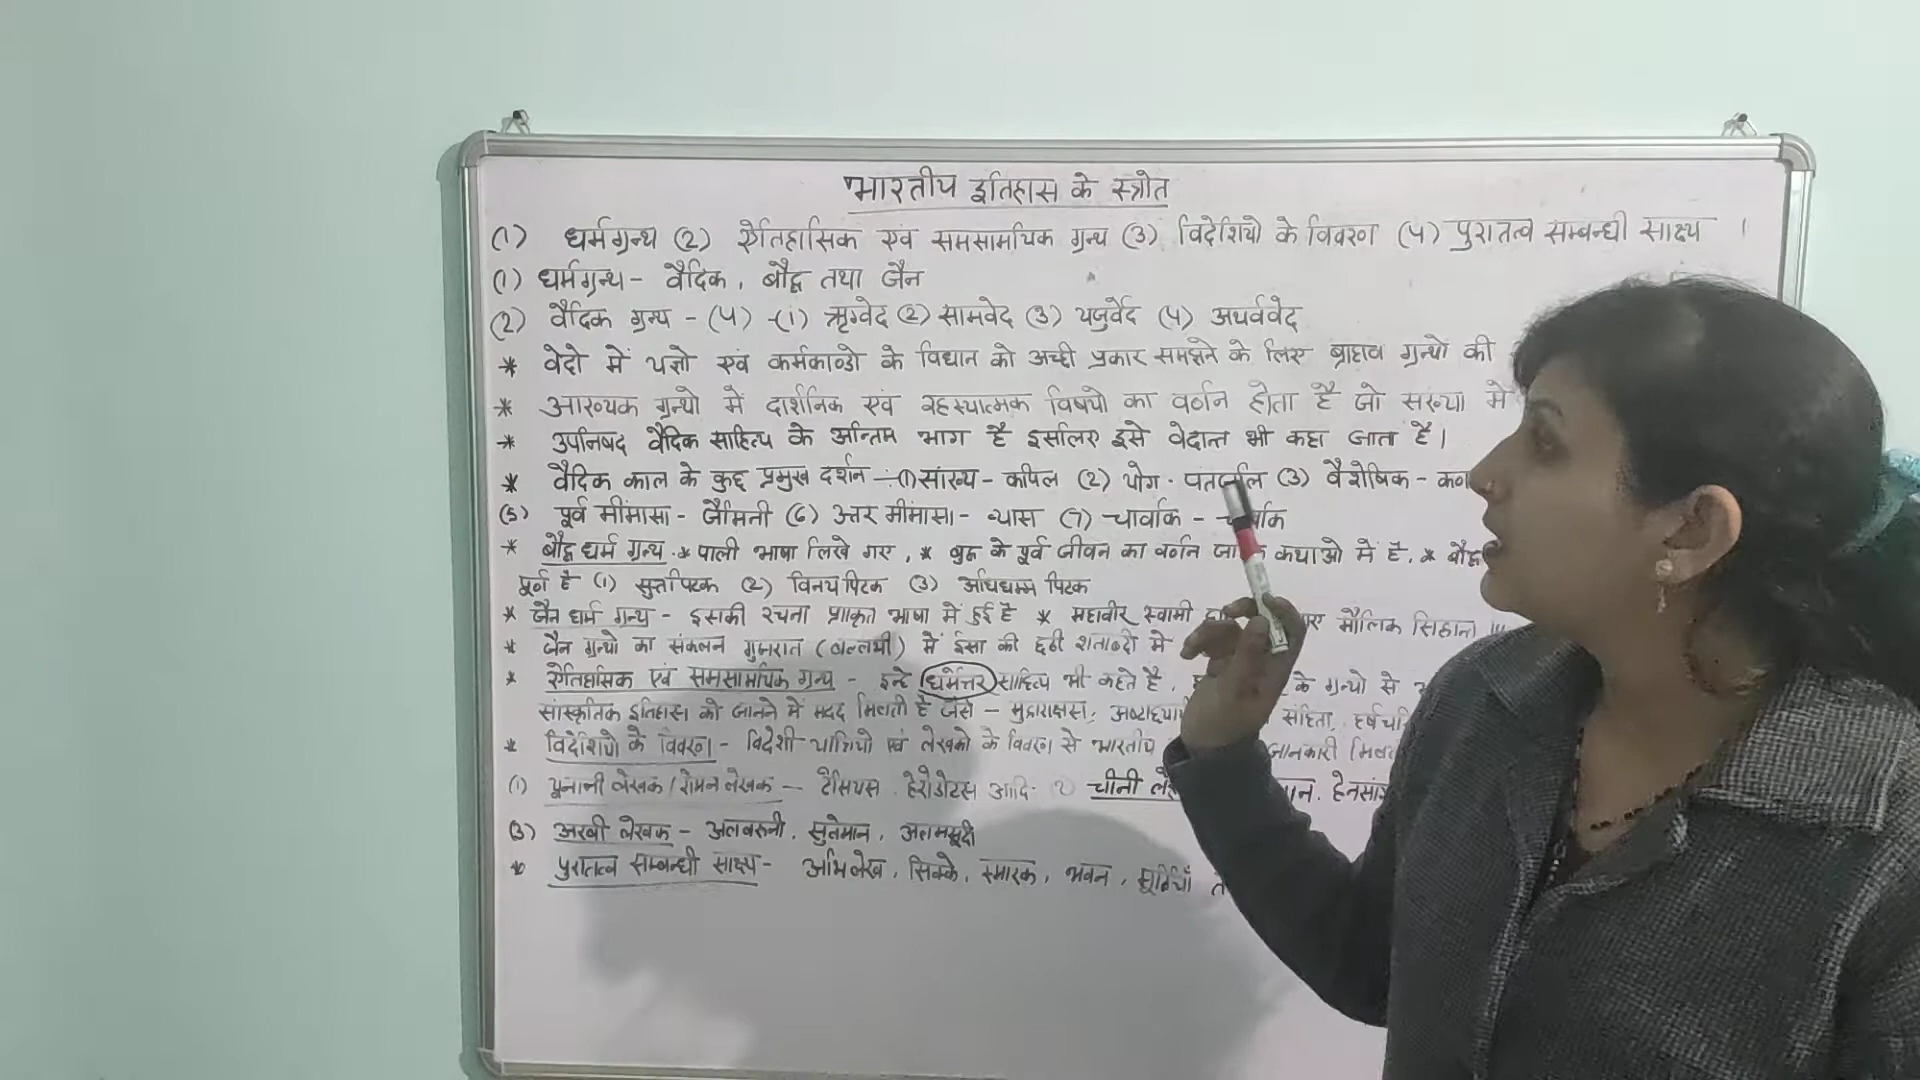 भारतीय इतिहास के स्त्रोत
(1) धर्मग्रन्थ (2) ऐतिहासिक एवं समसामयिक ग्रन्थ (3) विदेशियो के विवरण (4) पुरातत्व सम्बन्धी साक्ष्य ।
(1) धर्मग्रन्थ - वैदिक, बौद्ध तथा जैन
(2) वैदिक ग्रन्थ - (4) - (1) ऋग्वेद (2) सामवेद (3) यजुर्वेद (4) अथर्ववेद
* वेदो में यज्ञो एवं कर्मकाण्डो के विधान को अच्छी प्रकार समझने के लिए ब्राहाव ग्रन्थो की
* आरण्यक ग्रन्थो में दार्शनिक एवं रहस्यात्मक विषयो का वर्णन होता है जो संख्या में
* उपनिषद वैदिक साहित्य के अन्तिम भाग है इसलिए इसे वेदान्त भी कहा जाता है।
* वैदिक काल के कुछ प्रमुख दर्शन - (1) सांख्य - कपिल (2) योग - पंतजलि (3) वैशेषिक -
(5) पूर्व मीमांसा - जैमिनी (6) उत्तर मीमांसा - व्यास (7) चार्वाक -
* बौद्ध धर्म ग्रन्थ * पाली भाषा लिखे गए, * बुद्ध के पूर्व जीवन का वर्णन कथाओ में है, *
पूर्ण है (1) सुत्तपिटक (2) विनय पिटक (3) अभिधम्म पिटक
* जैन धर्म ग्रन्थ - इसकी रचना प्राकृत भाषा में हुई है * महावीर स्वामी मौलिक सिद्धान्त
* जैन ग्रन्थो का संकलन गुजरात (वल्लभी) में ईसा की छठी शताब्दी में
* ऐतिहासिक एवं समसामयिक ग्रन्थ - इन्हे धर्मेत्तर साहित्य भी कहते है, के ग्रन्थो से
सांस्कृतिक इतिहास को जानने में मदद मिलती है जैसे - मुद्राराक्षस, संहिता,
* विदेशियो के विवरण - विदेशी यात्रियो एवं लेखको के विवरण से भारतीय जानकारी
(1) यूनानी लेखक / रोमन लेखक - टेसियस, हेरोडोटस आदि 2) चीनी
(3) अरबी लेखक - अलबरूनी, सुलेमान, अलमसूदी
* पुरातत्व सम्बन्धी साक्ष्य - अभिलेख, सिक्के, स्मारक, भवन, मूर्तियाँ